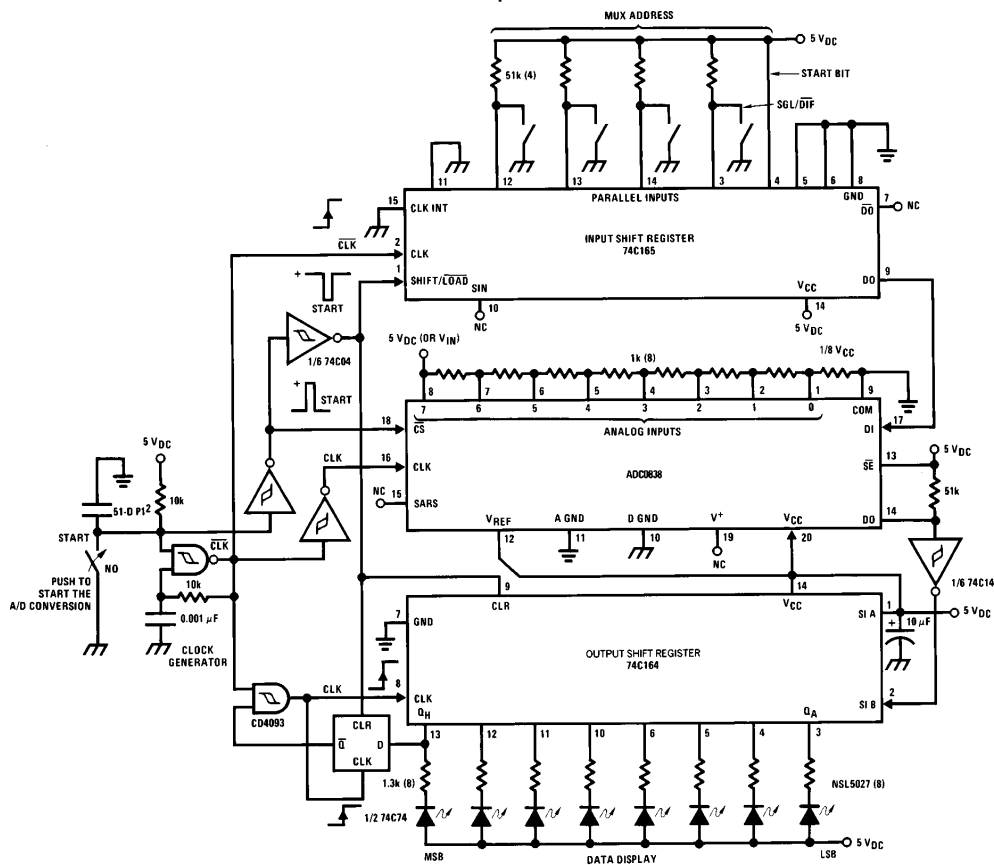 MUX ADDRESS
5 VDC
51k (4)
START BIT
SGL/DIF
11
12
13
14
3
4
5
6
8
GND
PARALLEL INPUTS
15
CLK INT
7
DO
NC
INPUT SHIFT REGISTER
74C165
CLK
2
CLK
1
SHIFT/LOAD
9
DO
+
START
SIN
10
NC
VCC
14
5 VDC
1/6 74C04
5 VDC (OR VIN)
1k (8)
1/8 VCC
+
START
8
7
6
5
4
3
2
1
9
7
6
5
4
3
2
1
0
COM
ANALOG INPUTS
18
CS
DI
17
ADC0838
CLK
16
CLK
13
SE
5 VDC
51k
NC
15
SARS
14
DO
VREF
12
A GND
11
D GND
10
V+
19
NC
VCC
20
1/6 74C14
5 VDC
10k
51-D P1²
START
NO
PUSH TO
START THE
A/D CONVERSION
CLK
10k
0.001 µF
CLOCK
GENERATOR
9
CLR
14
VCC
7
GND
SI A
1
5 VDC
+
10 µF
OUTPUT SHIFT REGISTER
74C164
CLK
8
CLK
QH
2
SI B
QA
CD4093
CLR
Q
D
CLK
13
12
11
10
6
5
4
3
1.3k (8)
NSL5027 (8)
1/2 74C74
MSB
DATA DISPLAY
LSB
5 VDC